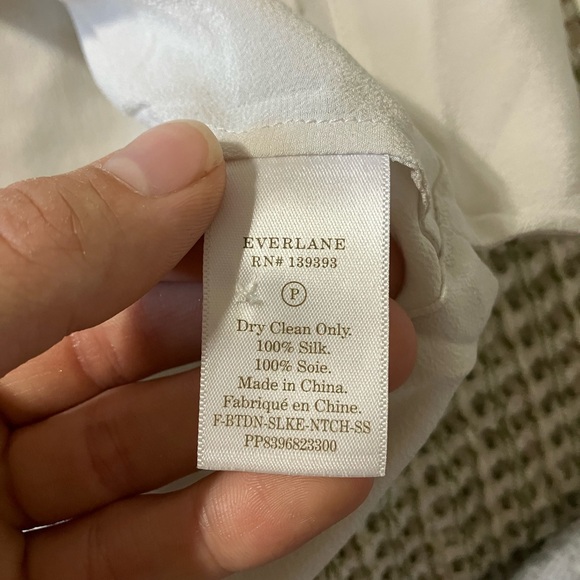 EVERLANE
RN# 139393
P
Dry Clean Only.
100% Silk.
100% Soie.
Made in China.
Fabriqué en Chine.
F-BTDN-SLKE-NTCH-SS
PP8396823300